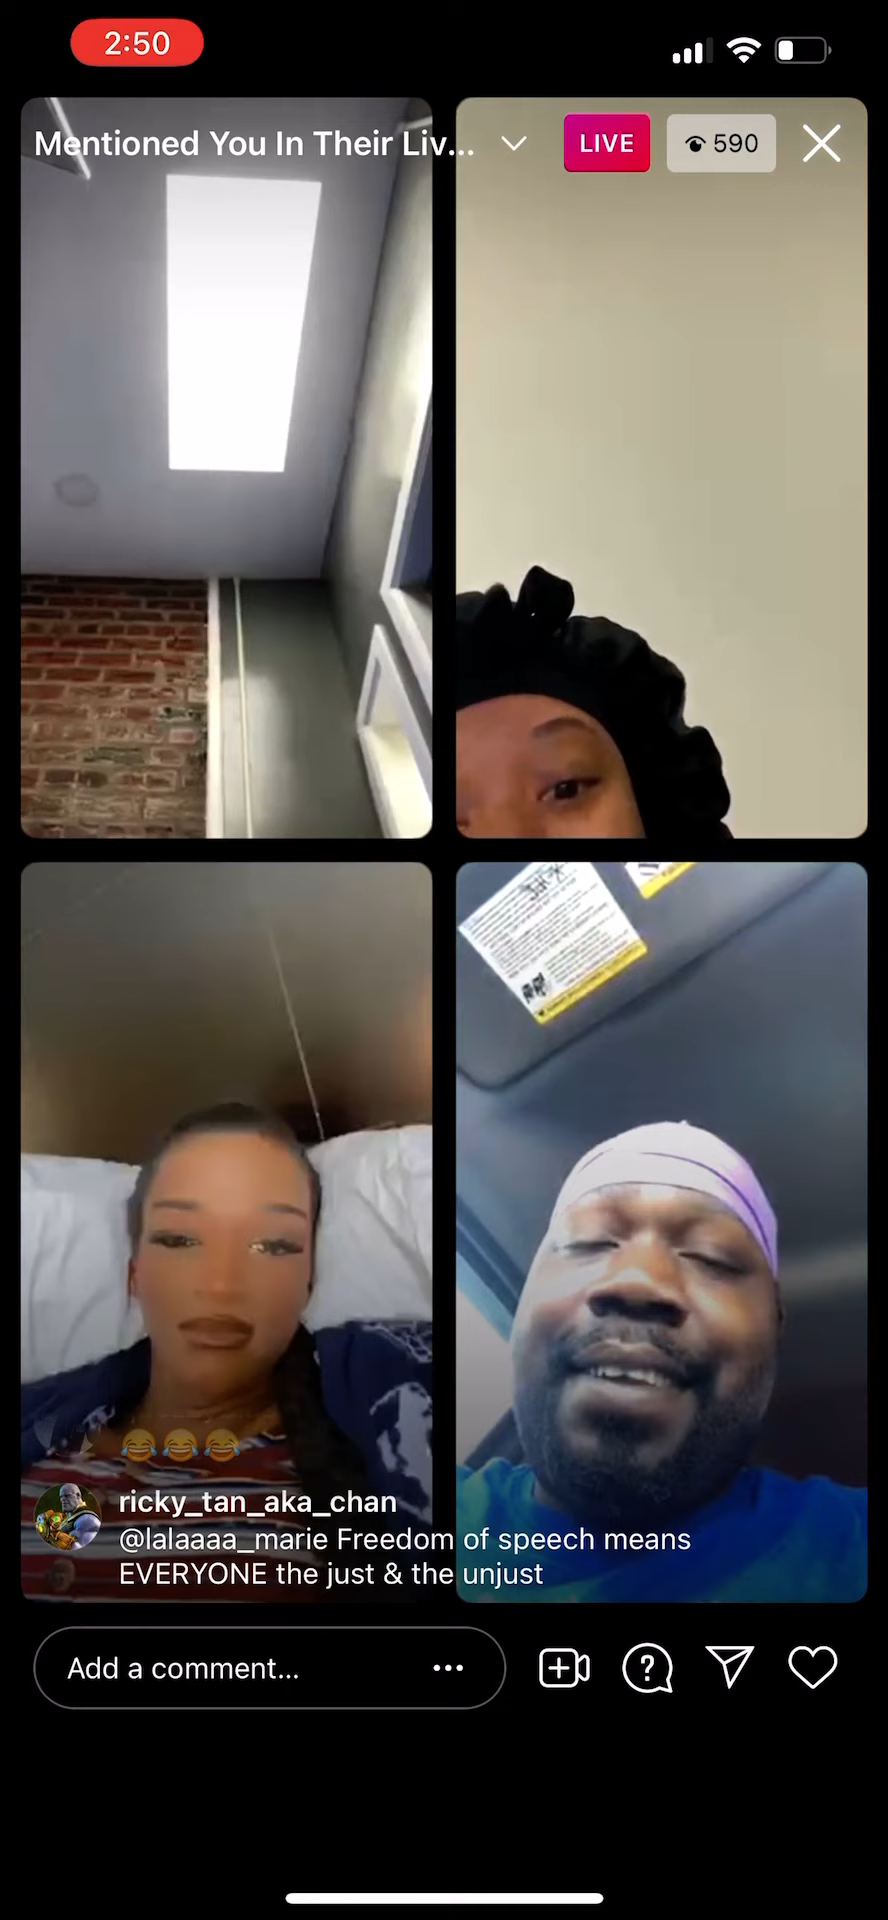 2:50
Mentioned You In Their Liv...
LIVE
590
😂😂😂
ricky_tan_aka_chan
@lalaaaa_marie Freedom of speech means
EVERYONE the just & the unjust
Add a comment...